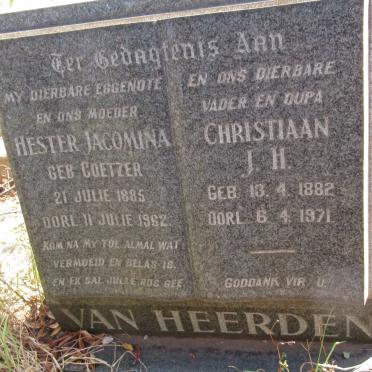 Ter Gedagtenis Aan
MY DIERBARE EGGENOTE
EN ONS MOEDER
HESTER JACOMINA
GEB COETZER
21 JULIE 1885
OORL 11 JULIE 1962
KOM NA MY TOE ALMAL WAT
VERMOEID EN BELAS IS.
EN EK SAL JULLE RUS GEE
EN ONS DIERBARE
VADER EN OUPA
CHRISTIAAN
J. H.
GEB. 13. 4. 1882
OORL. 6. 4. 1971.
GODDANK VIR U.
VAN HEERDEN